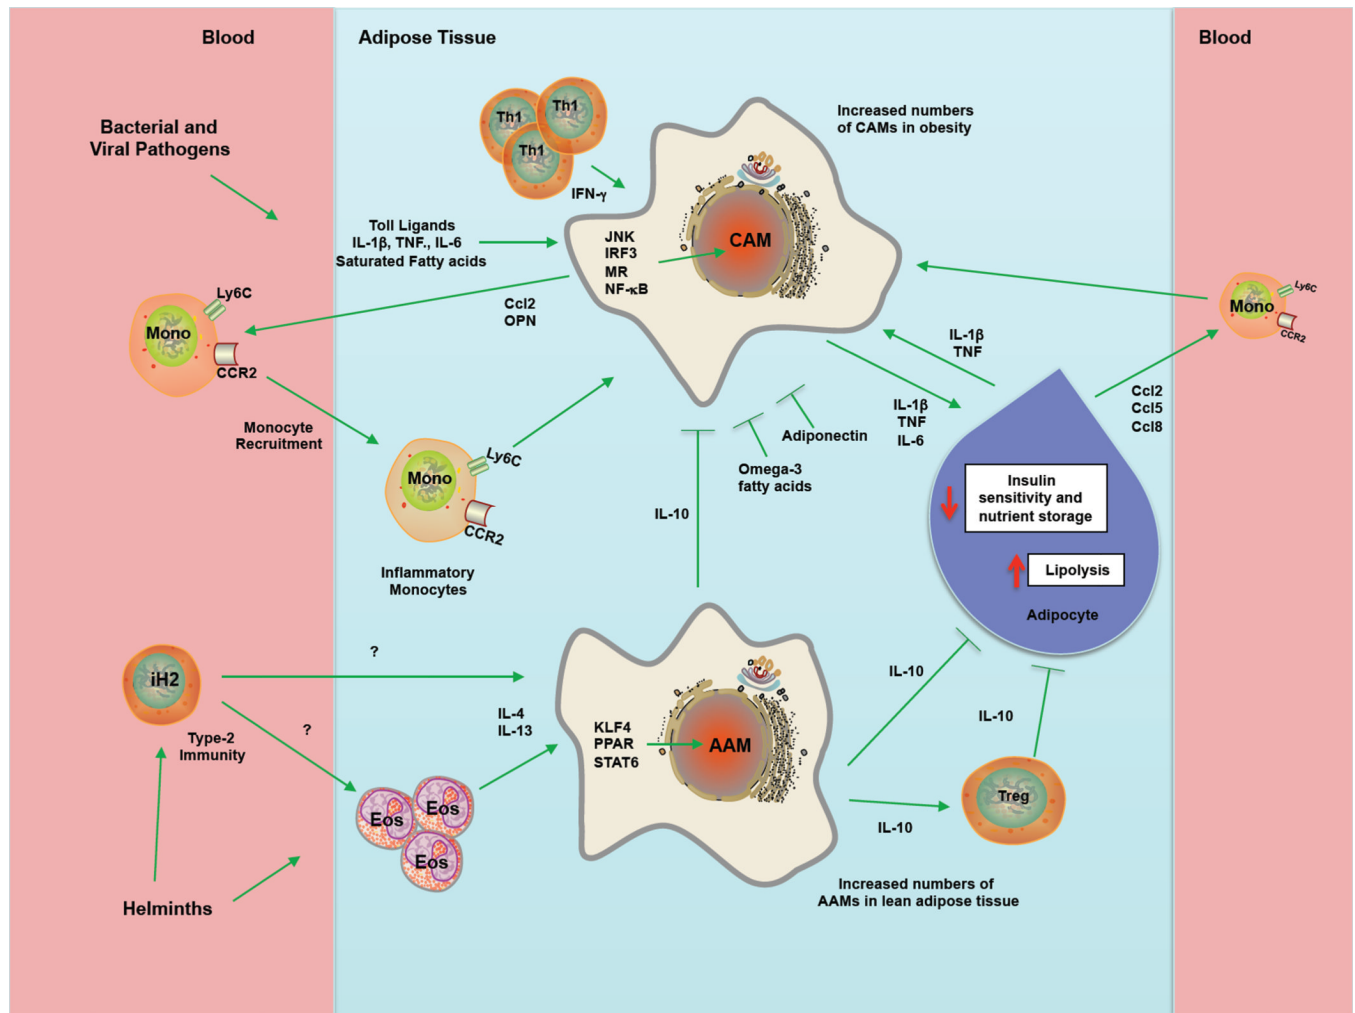 Blood
Adipose Tissue
Blood
Bacterial and
Viral Pathogens
Th1
Th1
Th1
IFN-γ
Increased numbers
of CAMs in obesity
Toll Ligands
IL-1β, TNF., IL-6
Saturated Fatty acids
JNK
IRF3
MR
NF-κB
CAM
Ccl2
OPN
Ly6C
Mono
CCR2
Ly6C
Mono
CCR2
Monocyte
Recruitment
IL-1β
TNF
IL-1β
TNF
IL-6
Ccl2
Ccl5
Ccl8
Adiponectin
Omega-3
fatty acids
Ly6C
Mono
CCR2
Inflammatory
Monocytes
IL-10
Insulin
sensitivity and
nutrient storage
Lipolysis
Adipocyte
iH2
?
?
Type-2
Immunity
IL-4
IL-13
KLF4
PPAR
STAT6
AAM
IL-10
IL-10
Treg
IL-10
Eos
Eos
Eos
Helminths
Increased numbers of
AAMs in lean adipose tissue